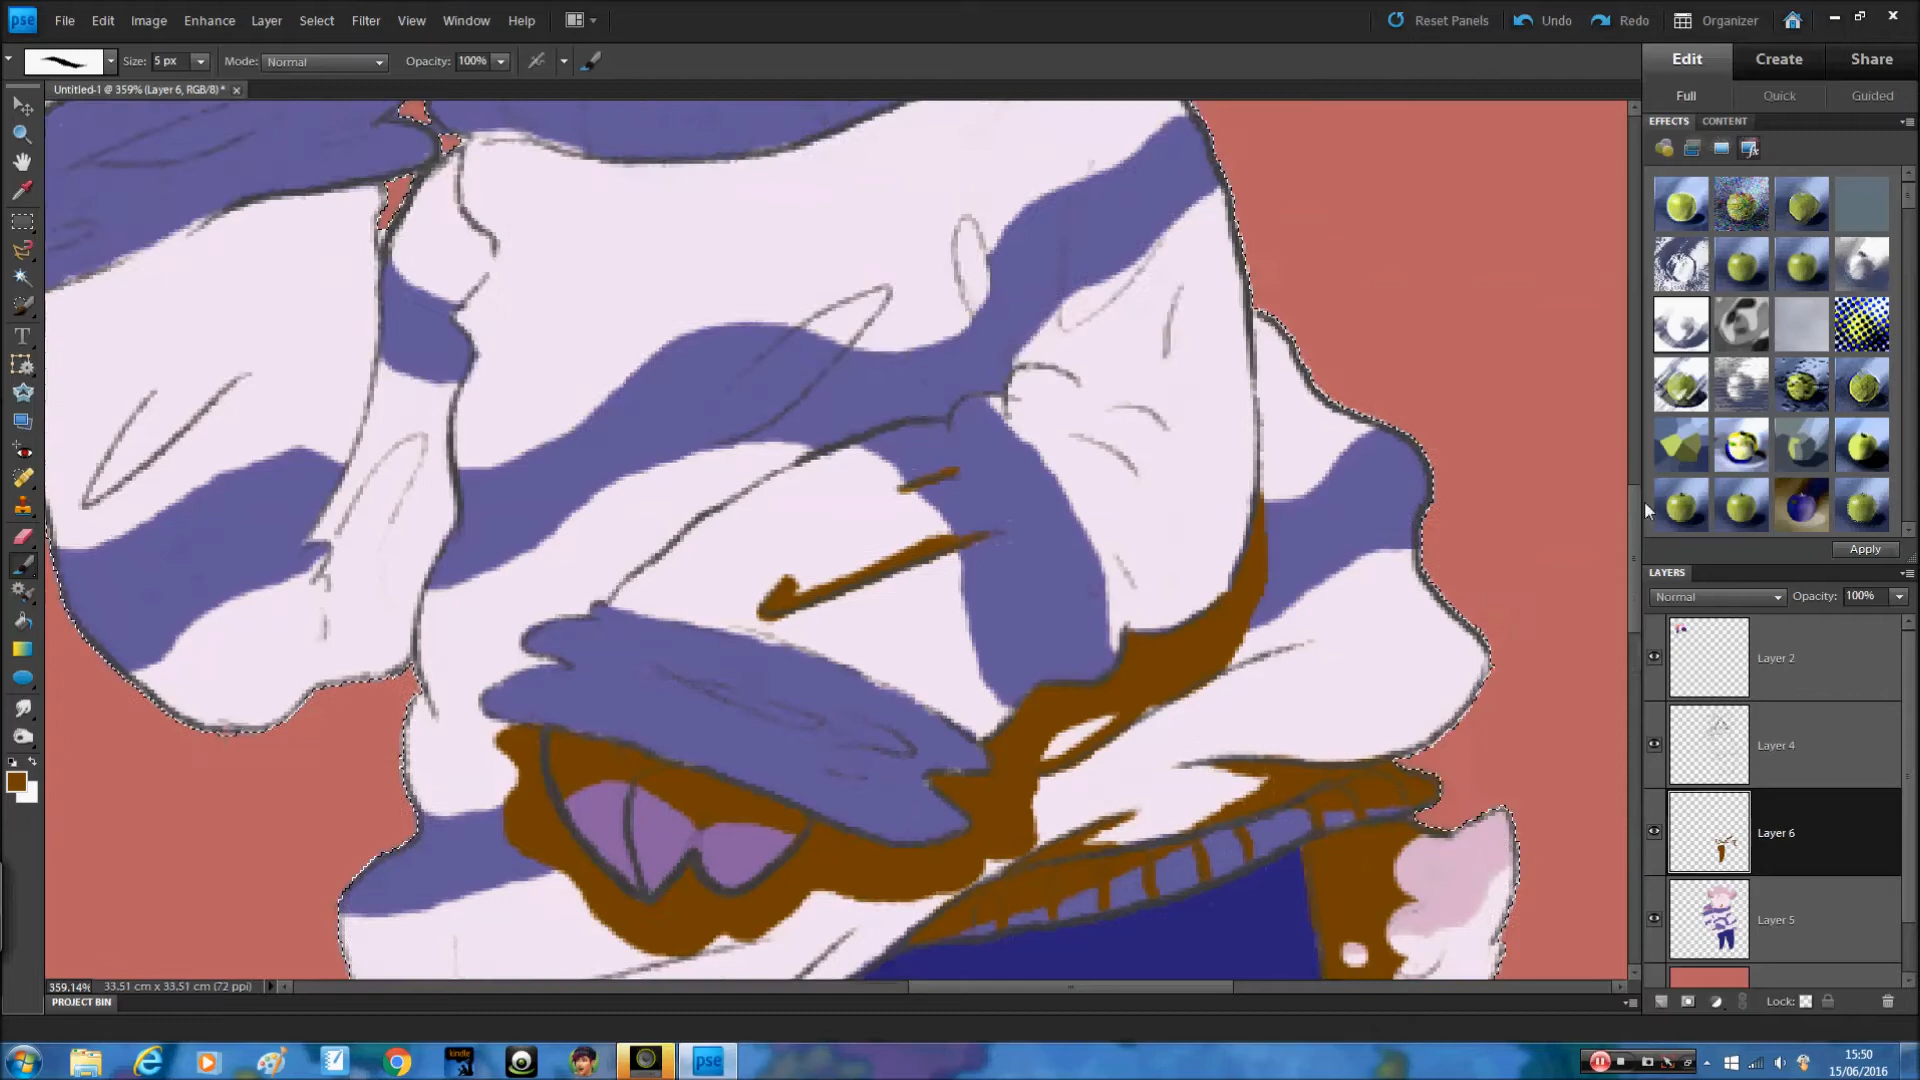 pse File Edit Image Enhance Layer Select Filter View Window Help Reset Panels Undo Redo Organizer
Size: 5 px Mode: Normal Opacity: 100% Edit Create Share
Untitled-1 @ 359% (Layer 6, RGB/8) * Full Quick Guided
EFFECTS CONTENT
Apply
LAYERS
Normal Opacity: 100%
Layer 2
Layer 4
Layer 6
Layer 5
359.14% 33.51 cm x 33.51 cm (72 ppi)
PROJECT BIN Lock:
kindle pse 15:50
15/06/2016